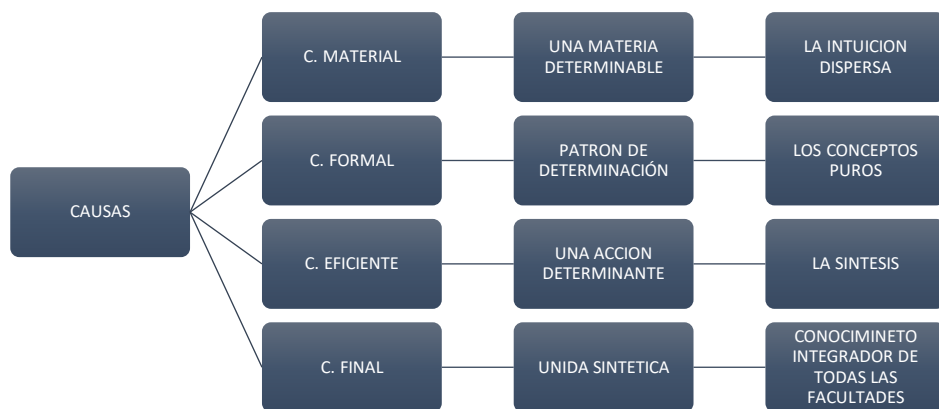 CAUSAS
C. MATERIAL
UNA MATERIA
DETERMINABLE
LA INTUICION
DISPERSA
C. FORMAL
PATRON DE
DETERMINACIÓN
LOS CONCEPTOS
PUROS
C. EFICIENTE
UNA ACCION
DETERMINANTE
LA SINTESIS
C. FINAL
UNIDA SINTETICA
CONOCIMINETO
INTEGRADOR DE
TODAS LAS
FACULTADES